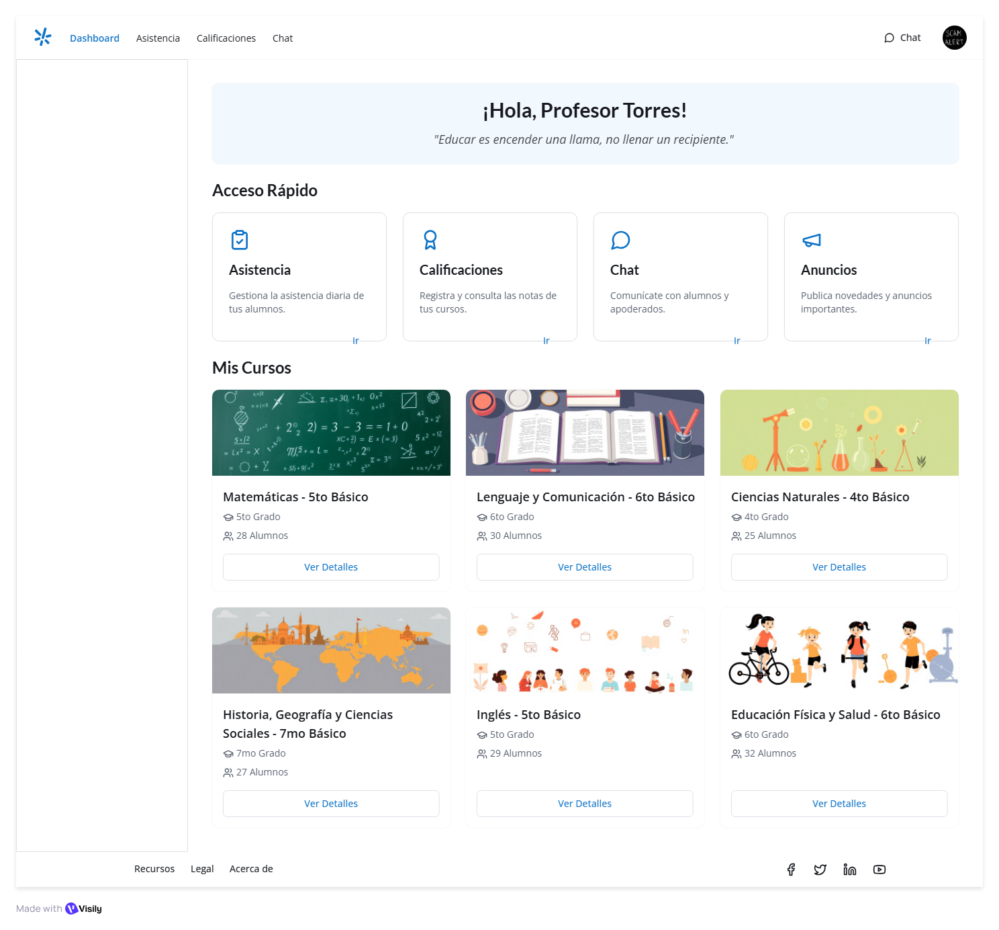 Dashboard Asistencia Calificaciones Chat Chat
SCAM
ALERT
¡Hola, Profesor Torres!
"Educar es encender una llama, no llenar un recipiente."
Acceso Rápido
Asistencia
Gestiona la asistencia diaria de
tus alumnos.
Ir
Calificaciones
Registra y consulta las notas de
tus cursos.
Ir
Chat
Comunícate con alumnos y
apoderados.
Ir
Anuncios
Publica novedades y anuncios
importantes.
Ir
Mis Cursos
Matemáticas - 5to Básico
5to Grado
28 Alumnos
Ver Detalles
Lenguaje y Comunicación - 6to Básico
6to Grado
30 Alumnos
Ver Detalles
Ciencias Naturales - 4to Básico
4to Grado
25 Alumnos
Ver Detalles
Historia, Geografía y Ciencias
Sociales - 7mo Básico
7mo Grado
27 Alumnos
Ver Detalles
Inglés - 5to Básico
5to Grado
29 Alumnos
Ver Detalles
Educación Física y Salud - 6to Básico
6to Grado
32 Alumnos
Ver Detalles
Recursos Legal Acerca de
Made with Visily